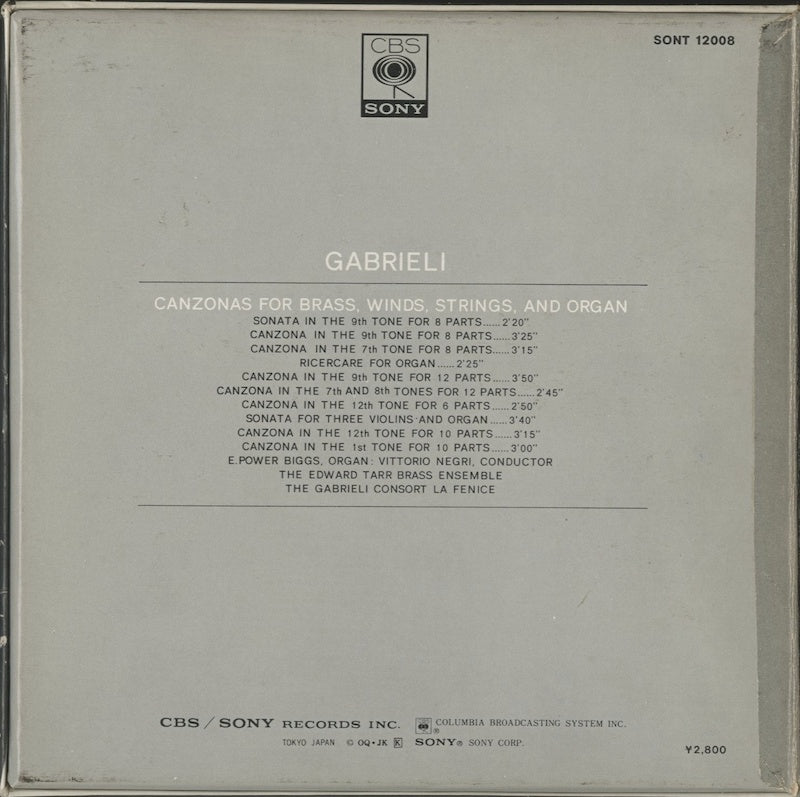 SONT 12008
CBS
SONY
GABRIELI
CANZONAS FOR BRASS, WINDS, STRINGS, AND ORGAN
SONATA IN THE 9th TONE FOR 8 PARTS......2'20"
CANZONA IN THE 9th TONE FOR 8 PARTS......3'25"
CANZONA IN THE 7th TONE FOR 8 PARTS......3'15"
RICERCARE FOR ORGAN......2'25"
CANZONA IN THE 9th TONE FOR 12 PARTS......3'50"
CANZONA IN THE 7th AND 8th TONES FOR 12 PARTS......2'45"
CANZONA IN THE 12th TONE FOR 6 PARTS......2'50"
SONATA FOR THREE VIOLINS AND ORGAN......3'40"
CANZONA IN THE 12th TONE FOR 10 PARTS......3'15"
CANZONA IN THE 1st TONE FOR 10 PARTS......3'00"
E.POWER BIGGS, ORGAN: VITTORIO NEGRI, CONDUCTOR
THE EDWARD TARR BRASS ENSEMBLE
THE GABRIELI CONSORT LA FENICE
CBS / SONY RECORDS INC. ® COLUMBIA BROADCASTING SYSTEM INC.
TOKYO JAPAN © OQ・JK K SONY® SONY CORP.
¥2,800